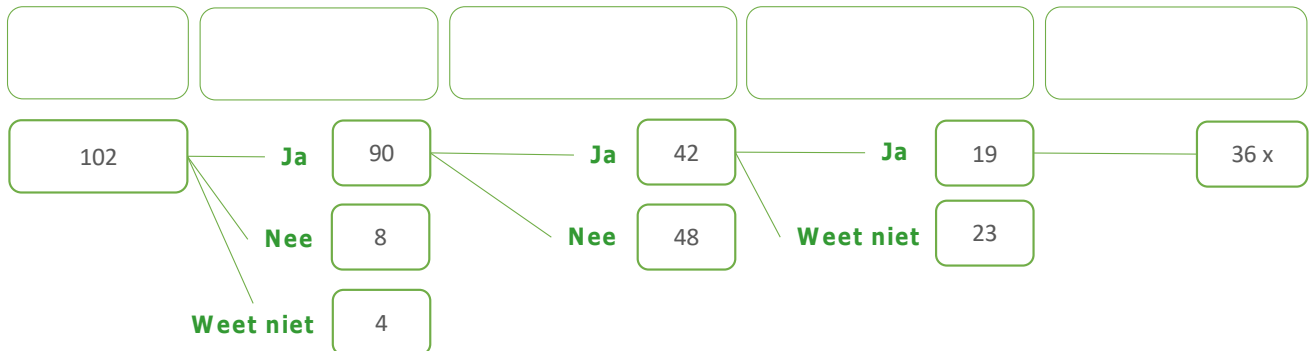 102 Ja 90 Ja 42 Ja 19 36 x
Nee 8 Nee 48 Weet niet 23
Weet niet 4